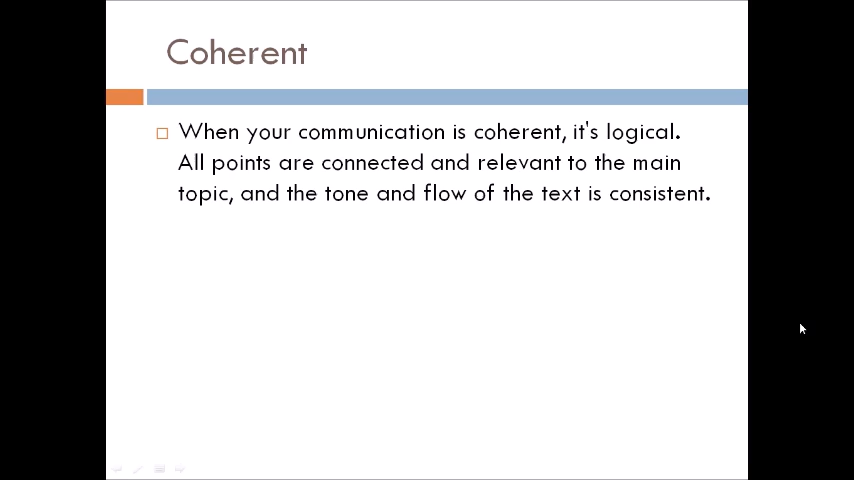 Coherent
When your communication is coherent, it's logical.
All points are connected and relevant to the main
topic, and the tone and flow of the text is consistent.